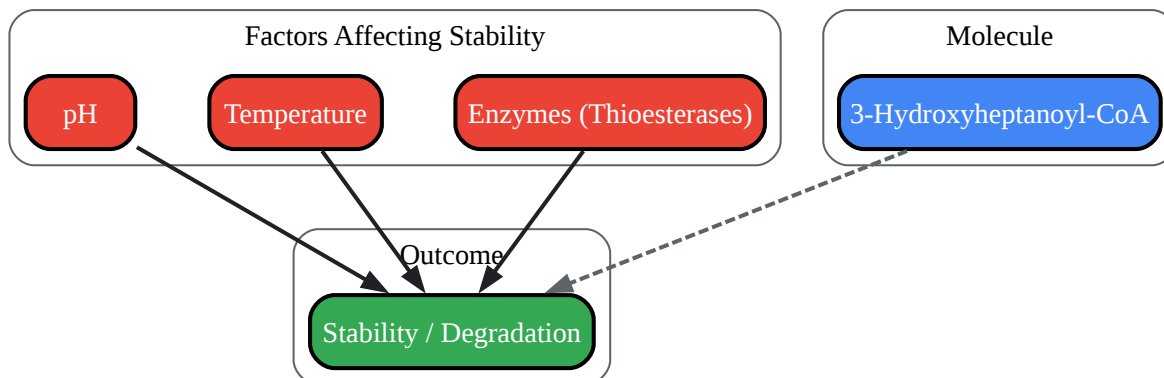 Factors Affecting Stability
Molecule
pH
Temperature
Enzymes (Thioesterases)
3-Hydroxyheptanoyl-CoA
Outcome
Stability / Degradation